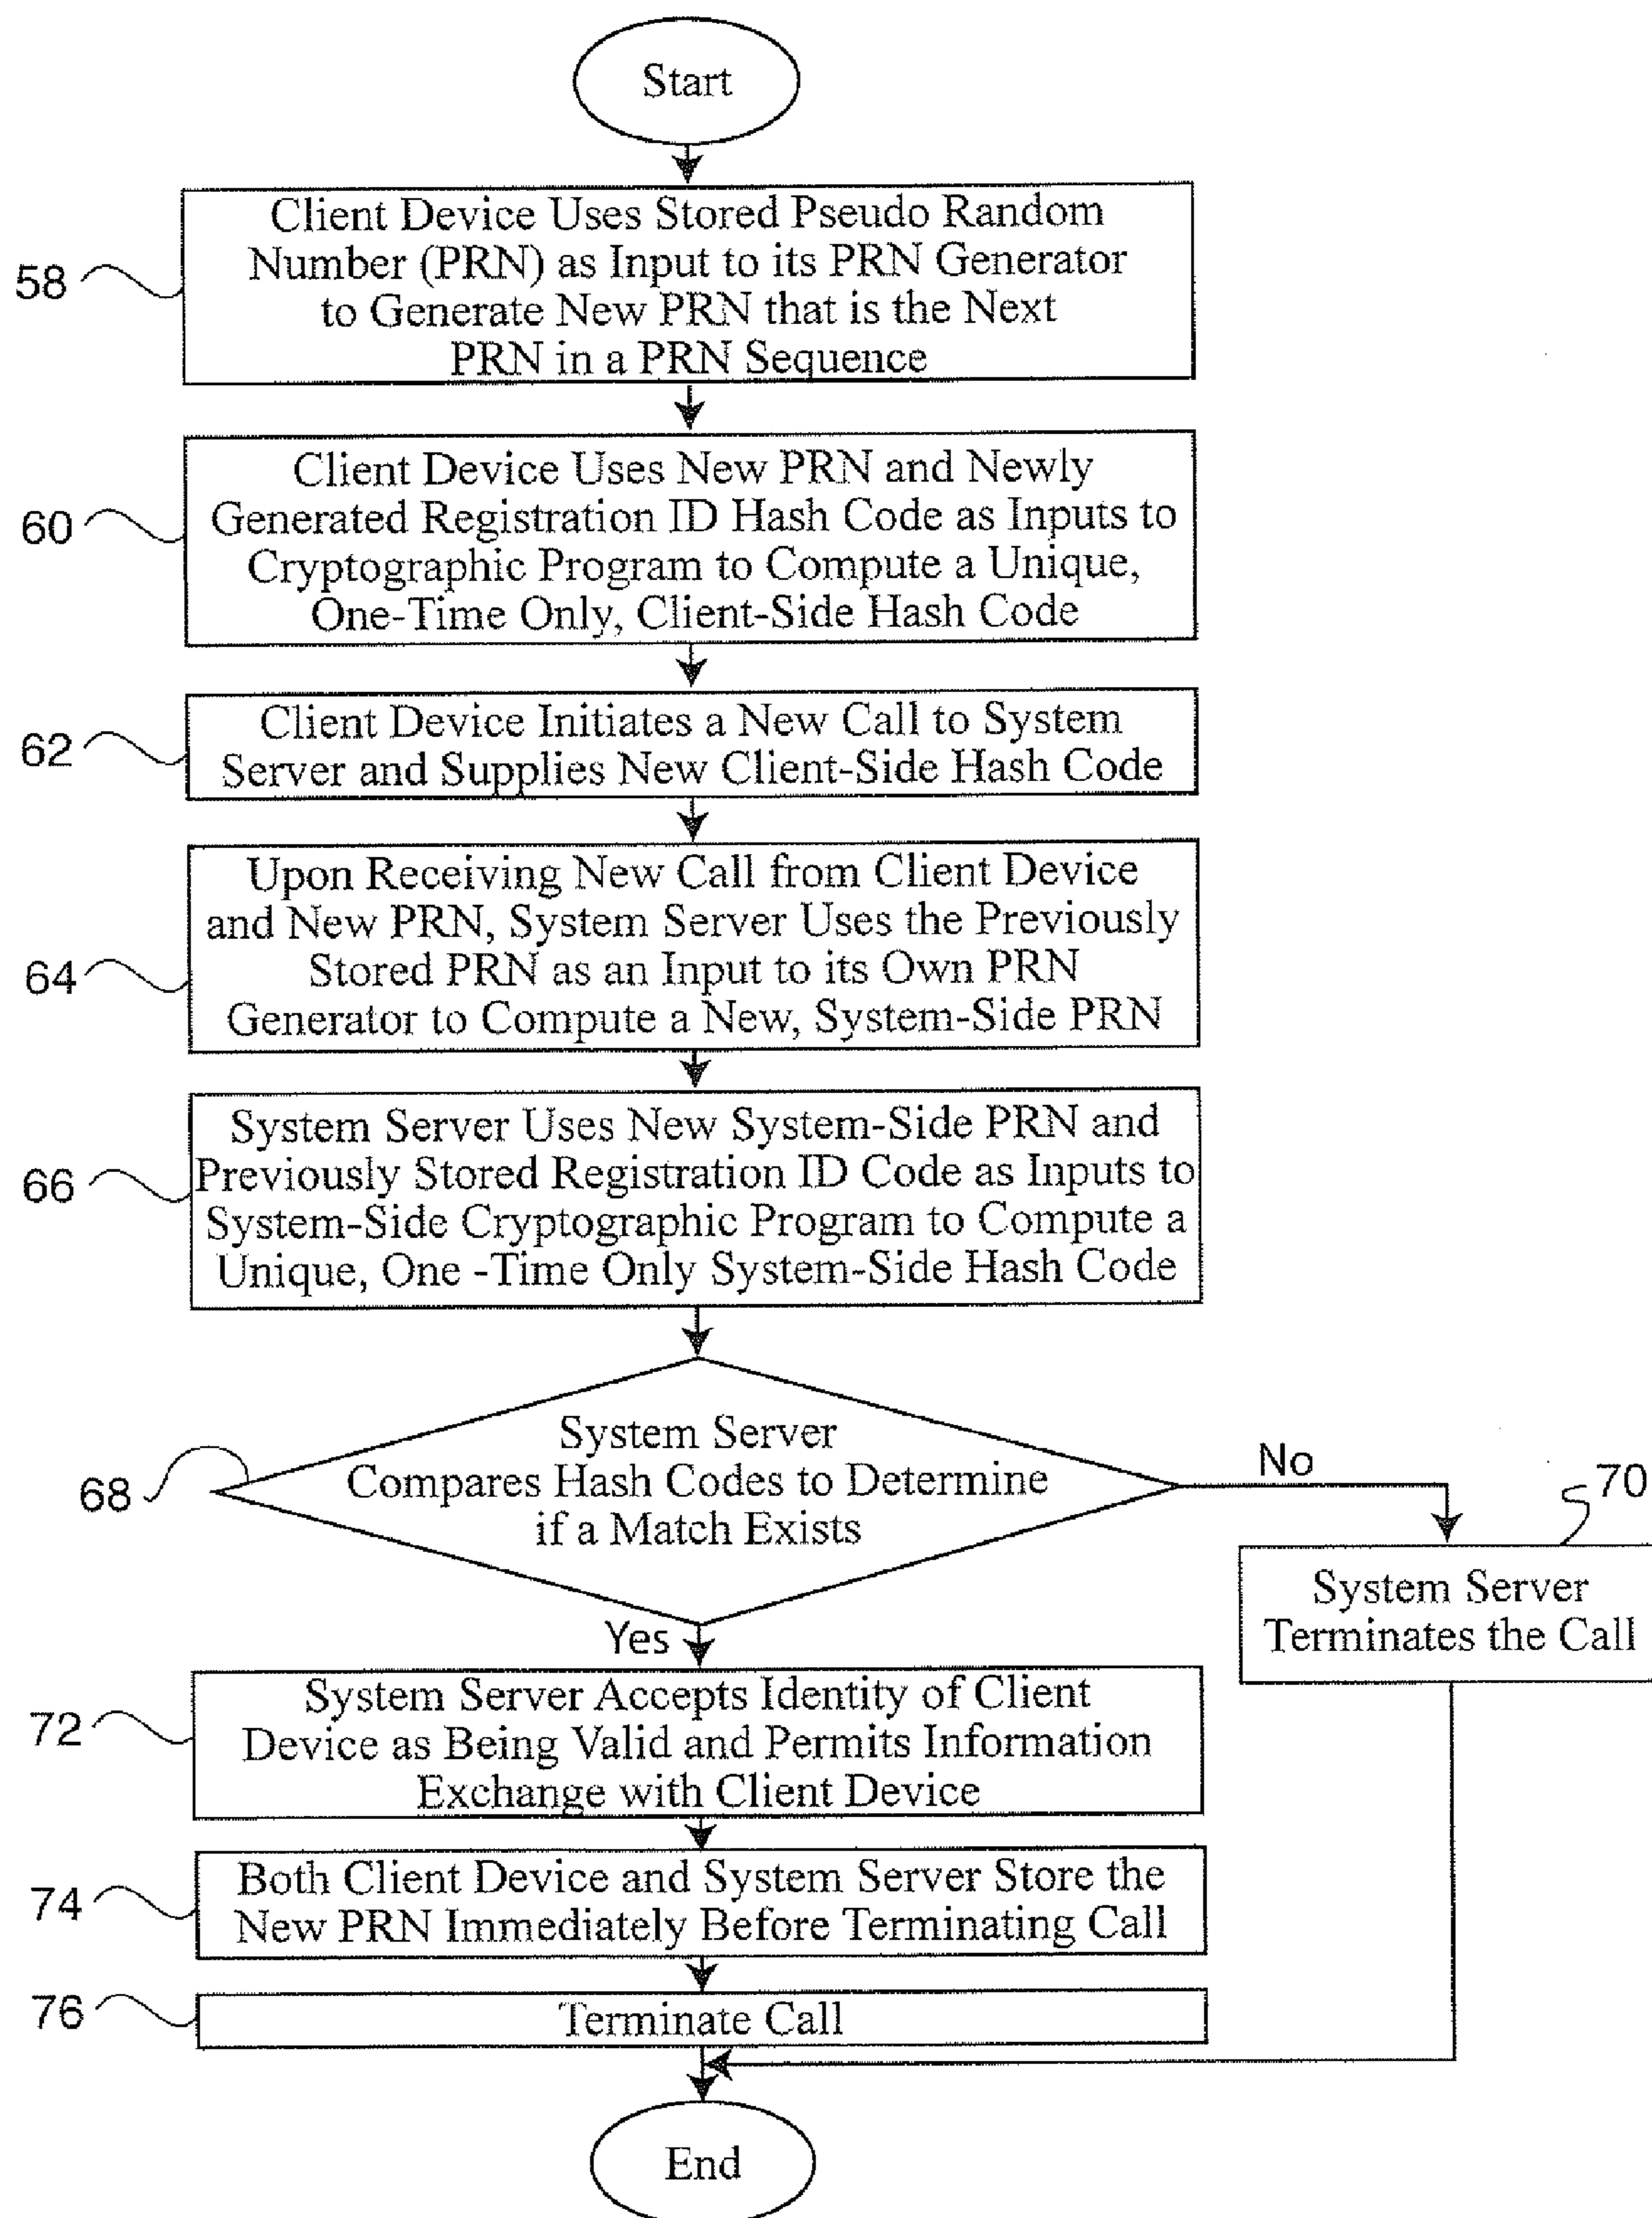 Start
58
Client Device Uses Stored Pseudo Random
Number (PRN) as Input to its PRN Generator
to Generate New PRN that is the Next
PRN in a PRN Sequence
60
Client Device Uses New PRN and Newly
Generated Registration ID Hash Code as Inputs to
Cryptographic Program to Compute a Unique,
One-Time Only, Client-Side Hash Code
62
Client Device Initiates a New Call to System
Server and Supplies New Client-Side Hash Code
64
Upon Receiving New Call from Client Device
and New PRN, System Server Uses the Previously
Stored PRN as an Input to its Own PRN
Generator to Compute a New, System-Side PRN
66
System Server Uses New System-Side PRN and
Previously Stored Registration ID Code as Inputs to
System-Side Cryptographic Program to Compute a
Unique, One -Time Only System-Side Hash Code
68
System Server
Compares Hash Codes to Determine
if a Match Exists
No
70
System Server
Terminates the Call
Yes
72
System Server Accepts Identity of Client
Device as Being Valid and Permits Information
Exchange with Client Device
74
Both Client Device and System Server Store the
New PRN Immediately Before Terminating Call
76
Terminate Call
End